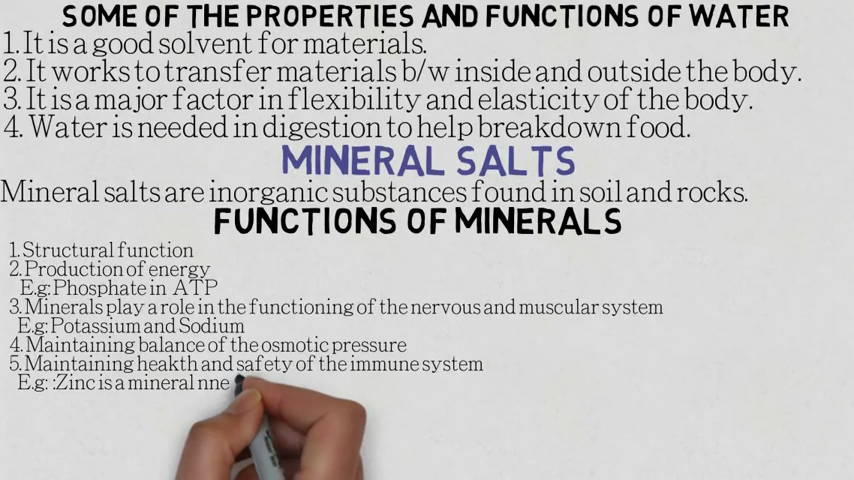 SOME OF THE PROPERTIES AND FUNCTIONS OF WATER
1. It is a good solvent for materials.
2. It works to transfer materials b/w inside and outside the body.
3. It is a major factor in flexibility and elasticity of the body.
4. Water is needed in digestion to help breakdown food.
MINERAL SALTS
Mineral salts are inorganic substances found in soil and rocks.
FUNCTIONS OF MINERALS
1. Structural function
2. Production of energy
E.g: Phosphate in ATP
3. Minerals play a role in the functioning of the nervous and muscular system
E.g: Potassium and Sodium
4. Maintaining balance of the osmotic pressure
5. Maintaining heakth and safety of the immune system
E.g: :Zinc is a mineral nne